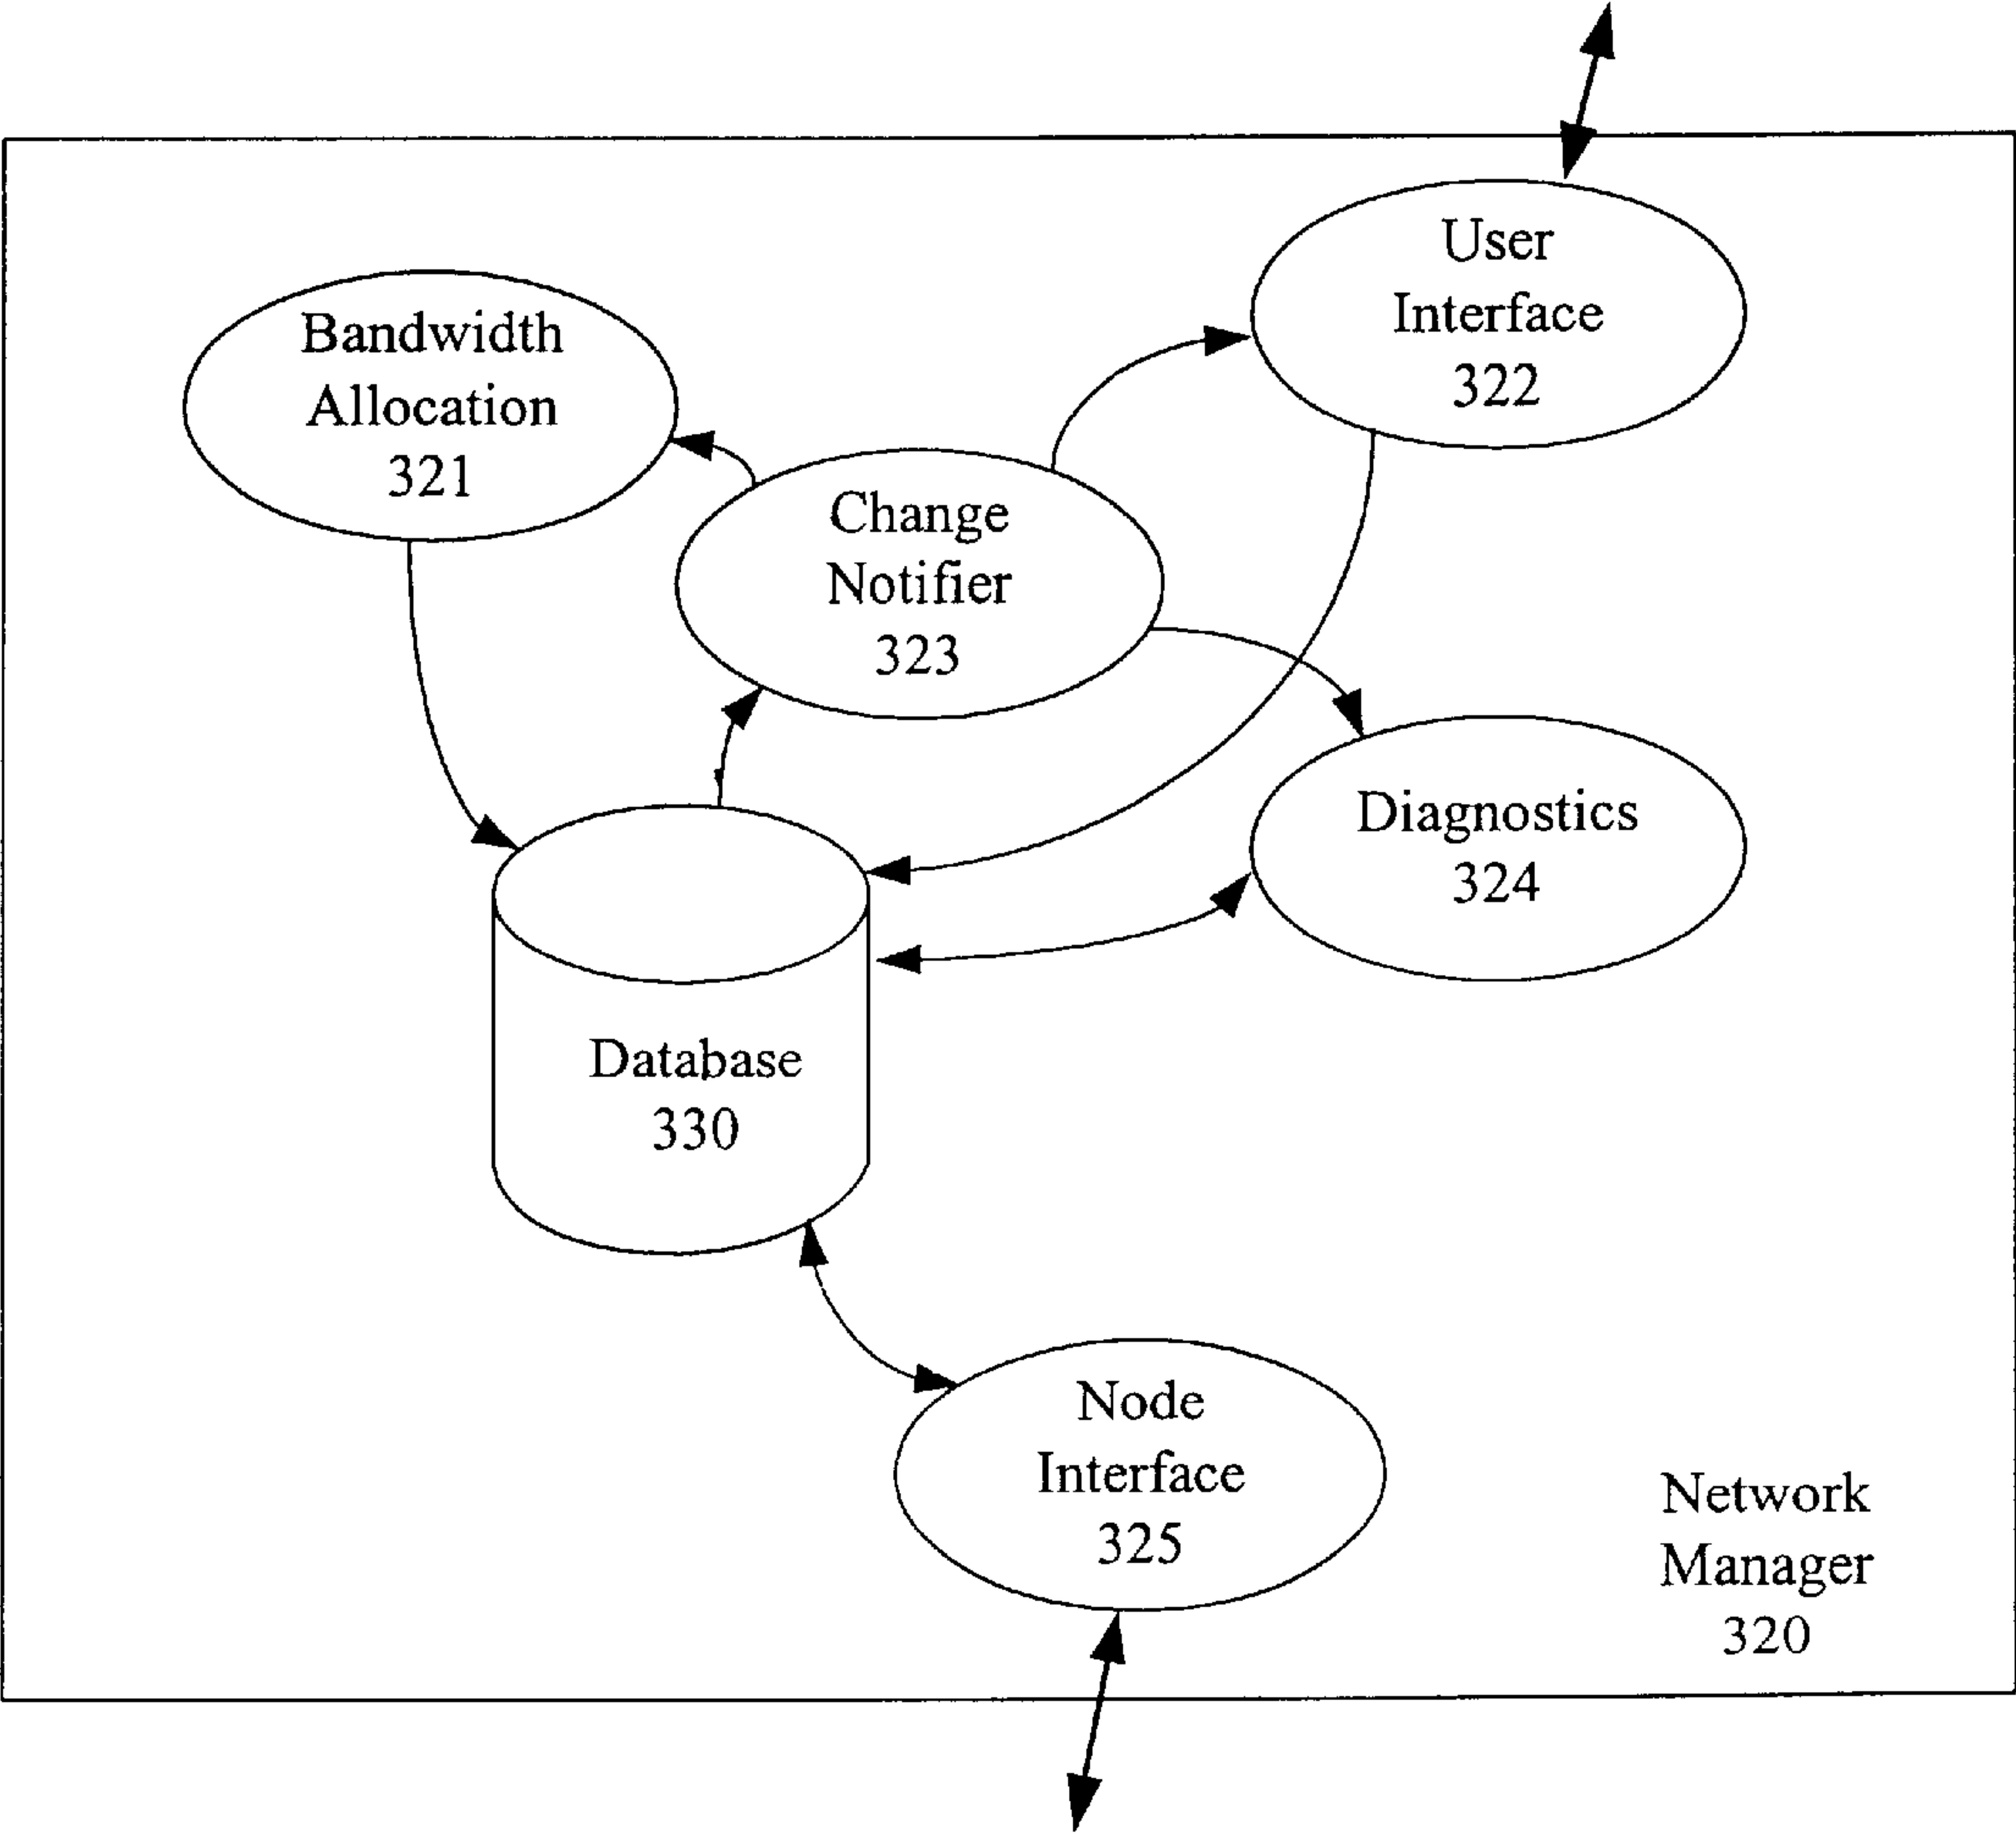 User
Interface
322
Bandwidth
Allocation
321
Change
Notifier
323
Diagnostics
324
Database
330
Node
Interface
325
Network
Manager
320